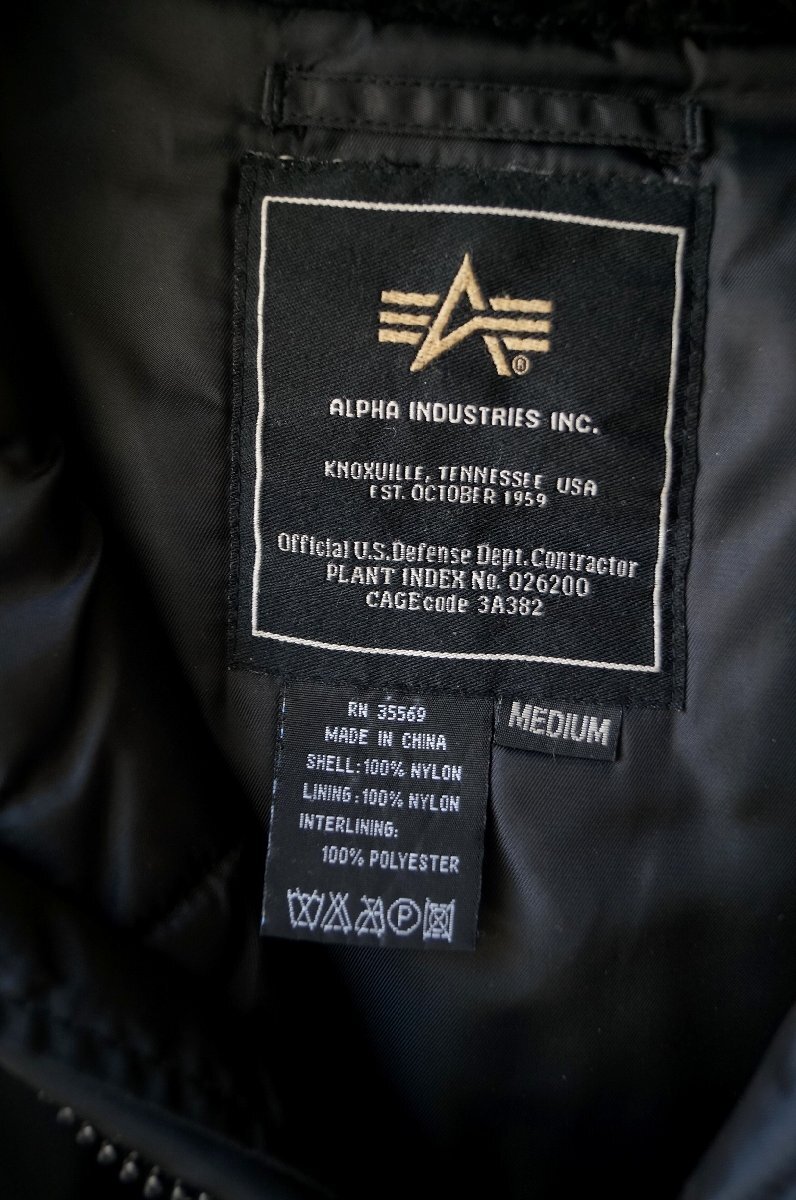 ALPHA INDUSTRIES INC.
KNOXUILLE, TENNESSEE USA
EST. OCTOBER 1959
Official U.S. Defense Dept. Contractor
PLANT INDEX No. 026200
CAGEcode 3A382
RN 35569
MADE IN CHINA
SHELL: 100% NYLON
LINING: 100% NYLON
INTERLINING:
100% POLYESTER
P
MEDIUM